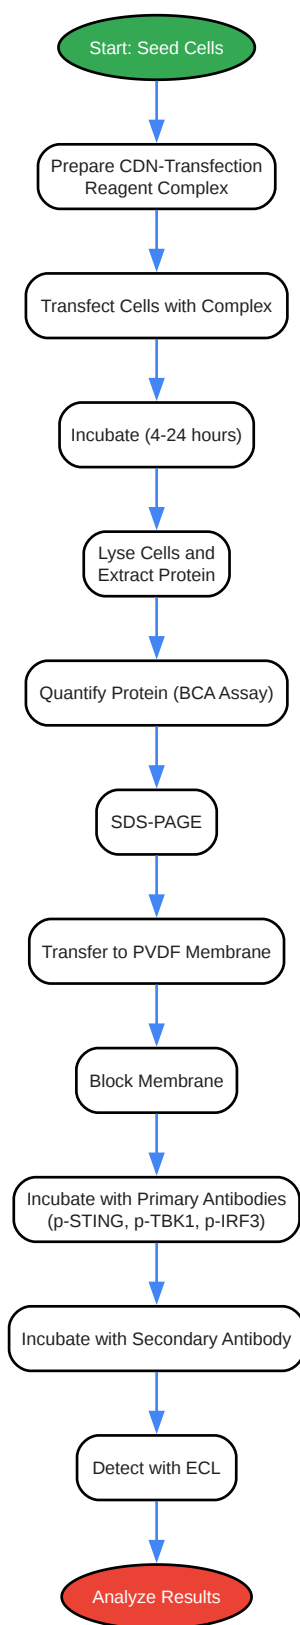 Start: Seed Cells
Prepare CDN-Transfection
Reagent Complex
Transfect Cells with Complex
Incubate (4-24 hours)
Lyse Cells and
Extract Protein
Quantify Protein (BCA Assay)
SDS-PAGE
Transfer to PVDF Membrane
Block Membrane
Incubate with Primary Antibodies
(p-STING, p-TBK1, p-IRF3)
Incubate with Secondary Antibody
Detect with ECL
Analyze Results